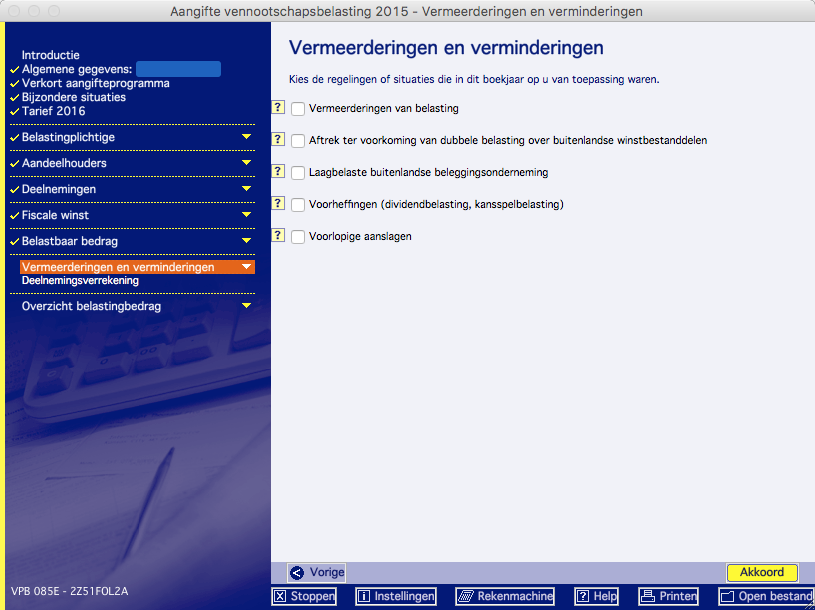 Aangifte vennootschapsbelasting 2015 - Vermeerderingen en verminderingen
Introductie
Algemene gegevens:
Verkort aangifteprogramma
Bijzondere situaties
Tarief 2016
Belastingplichtige
Aandeelhouders
Deelnemingen
Fiscale winst
Belastbaar bedrag
Vermeerderingen en verminderingen
Deelnemingsverrekening
Overzicht belastingbedrag
VPB 085E - 2Z51FOL2A
Vermeerderingen en verminderingen
Kies de regelingen of situaties die in dit boekjaar op u van toepassing waren.
? Vermeerderingen van belasting
? Aftrek ter voorkoming van dubbele belasting over buitenlandse winstbestanddelen
? Laagbelaste buitenlandse beleggingsonderneming
? Voorheffingen (dividendbelasting, kansspelbelasting)
? Voorlopige aanslagen
Vorige
Akkoord
Stoppen
Instellingen
Rekenmachine
? Help
Printen
Open bestand